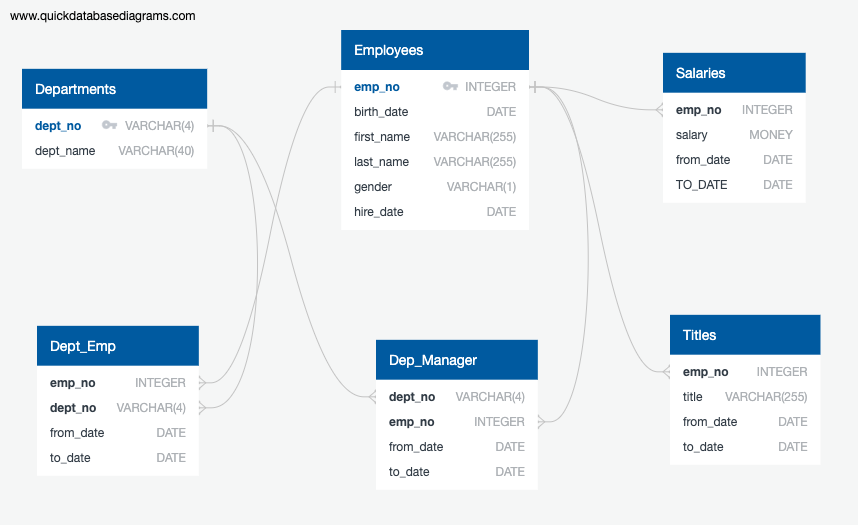 www.quickdatabasediagrams.com
Departments
dept_no VARCHAR(4)
dept_name VARCHAR(40)
Employees
emp_no INTEGER
birth_date DATE
first_name VARCHAR(255)
last_name VARCHAR(255)
gender VARCHAR(1)
hire_date DATE
Salaries
emp_no INTEGER
salary MONEY
from_date DATE
TO_DATE DATE
Dept_Emp
emp_no INTEGER
dept_no VARCHAR(4)
from_date DATE
to_date DATE
Dep_Manager
dept_no VARCHAR(4)
emp_no INTEGER
from_date DATE
to_date DATE
Titles
emp_no INTEGER
title VARCHAR(255)
from_date DATE
to_date DATE